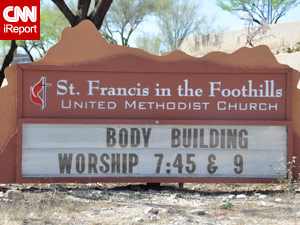 CNN
iReport
St. Francis in the Foothills
UNITED METHODIST CHURCH
BODY BUILDING
WORSHIP 7:45 & 9